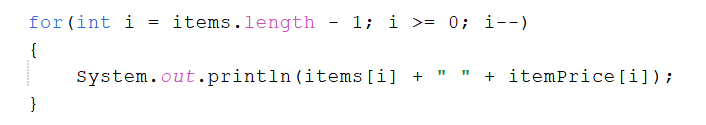 for(int i = items.length - 1; i >= 0; i--)
{
    System.out.println(items[i] + " " + itemPrice[i]);
}